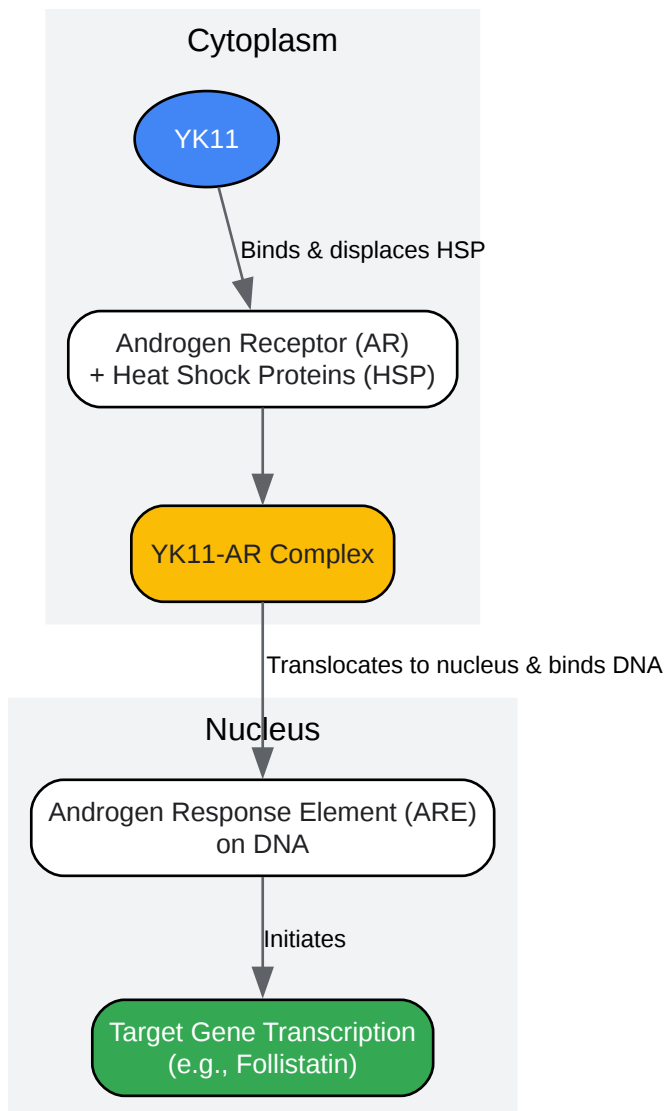 Cytoplasm
YK11
Binds & displaces HSP
Androgen Receptor (AR)
+ Heat Shock Proteins (HSP)
YK11-AR Complex
Translocates to nucleus & binds DNA
Nucleus
Androgen Response Element (ARE)
on DNA
Initiates
Target Gene Transcription
(e.g., Follistatin)